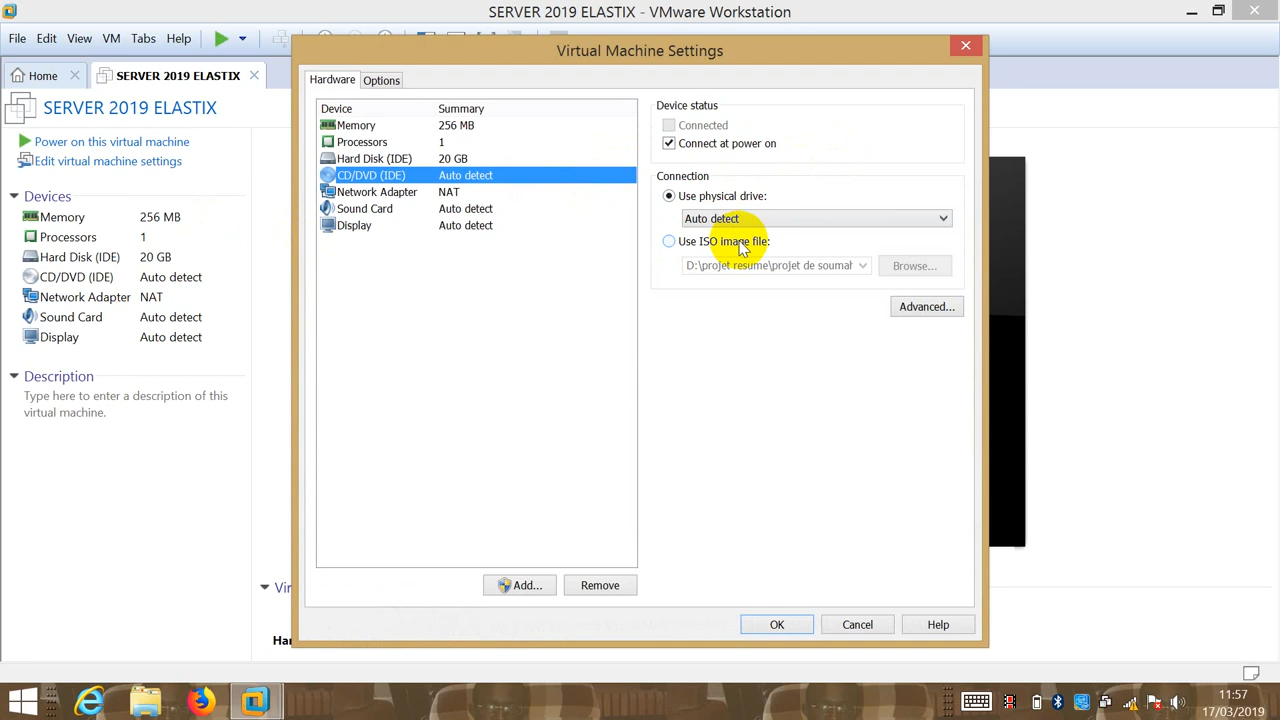 SERVER 2019 ELASTIX - VMware Workstation
File Edit View VM Tabs Help
Home
SERVER 2019 ELASTIX
SERVER 2019 ELASTIX
Power on this virtual machine
Edit virtual machine settings
Devices
Memory 256 MB
Processors 1
Hard Disk (IDE) 20 GB
CD/DVD (IDE) Auto detect
Network Adapter NAT
Sound Card Auto detect
Display Auto detect
Description
Type here to enter a description of this
virtual machine.
Virtual Machine Settings
Hardware Options
Device Summary
Memory 256 MB
Processors 1
Hard Disk (IDE) 20 GB
CD/DVD (IDE) Auto detect
Network Adapter NAT
Sound Card Auto detect
Display Auto detect
Add... Remove
Device status
Connected
Connect at power on
Connection
Use physical drive:
Auto detect
Use ISO image file:
D:\projet resume\projet de soumah
Browse...
Advanced...
OK Cancel Help
11:57
17/03/2019